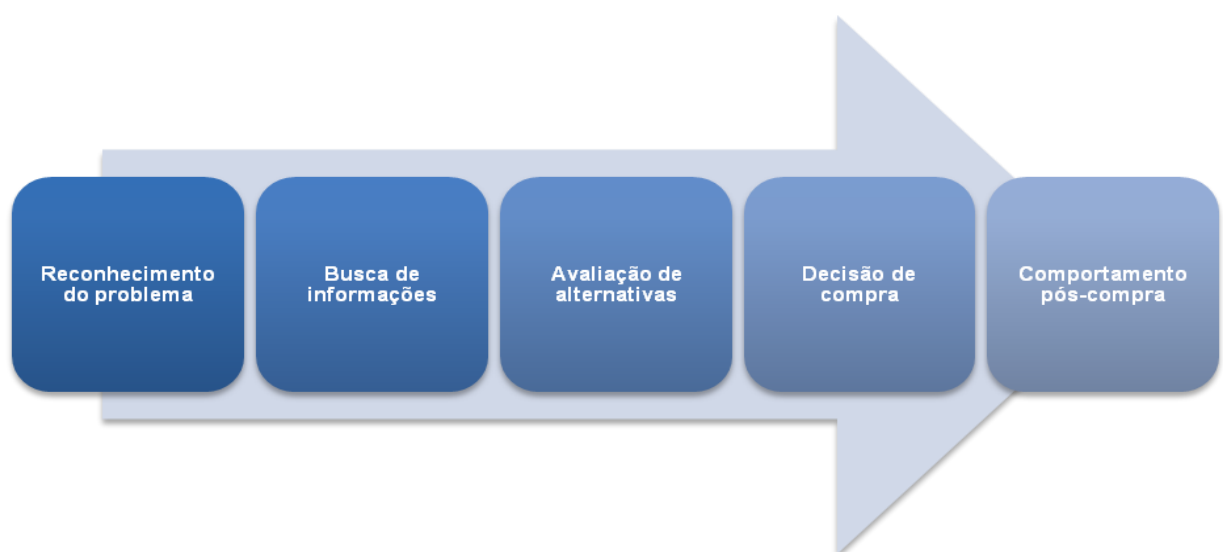 Reconhecimento
do problema
Busca de
informações
Avaliação de
alternativas
Decisão de
compra
Comportamento
pós-compra